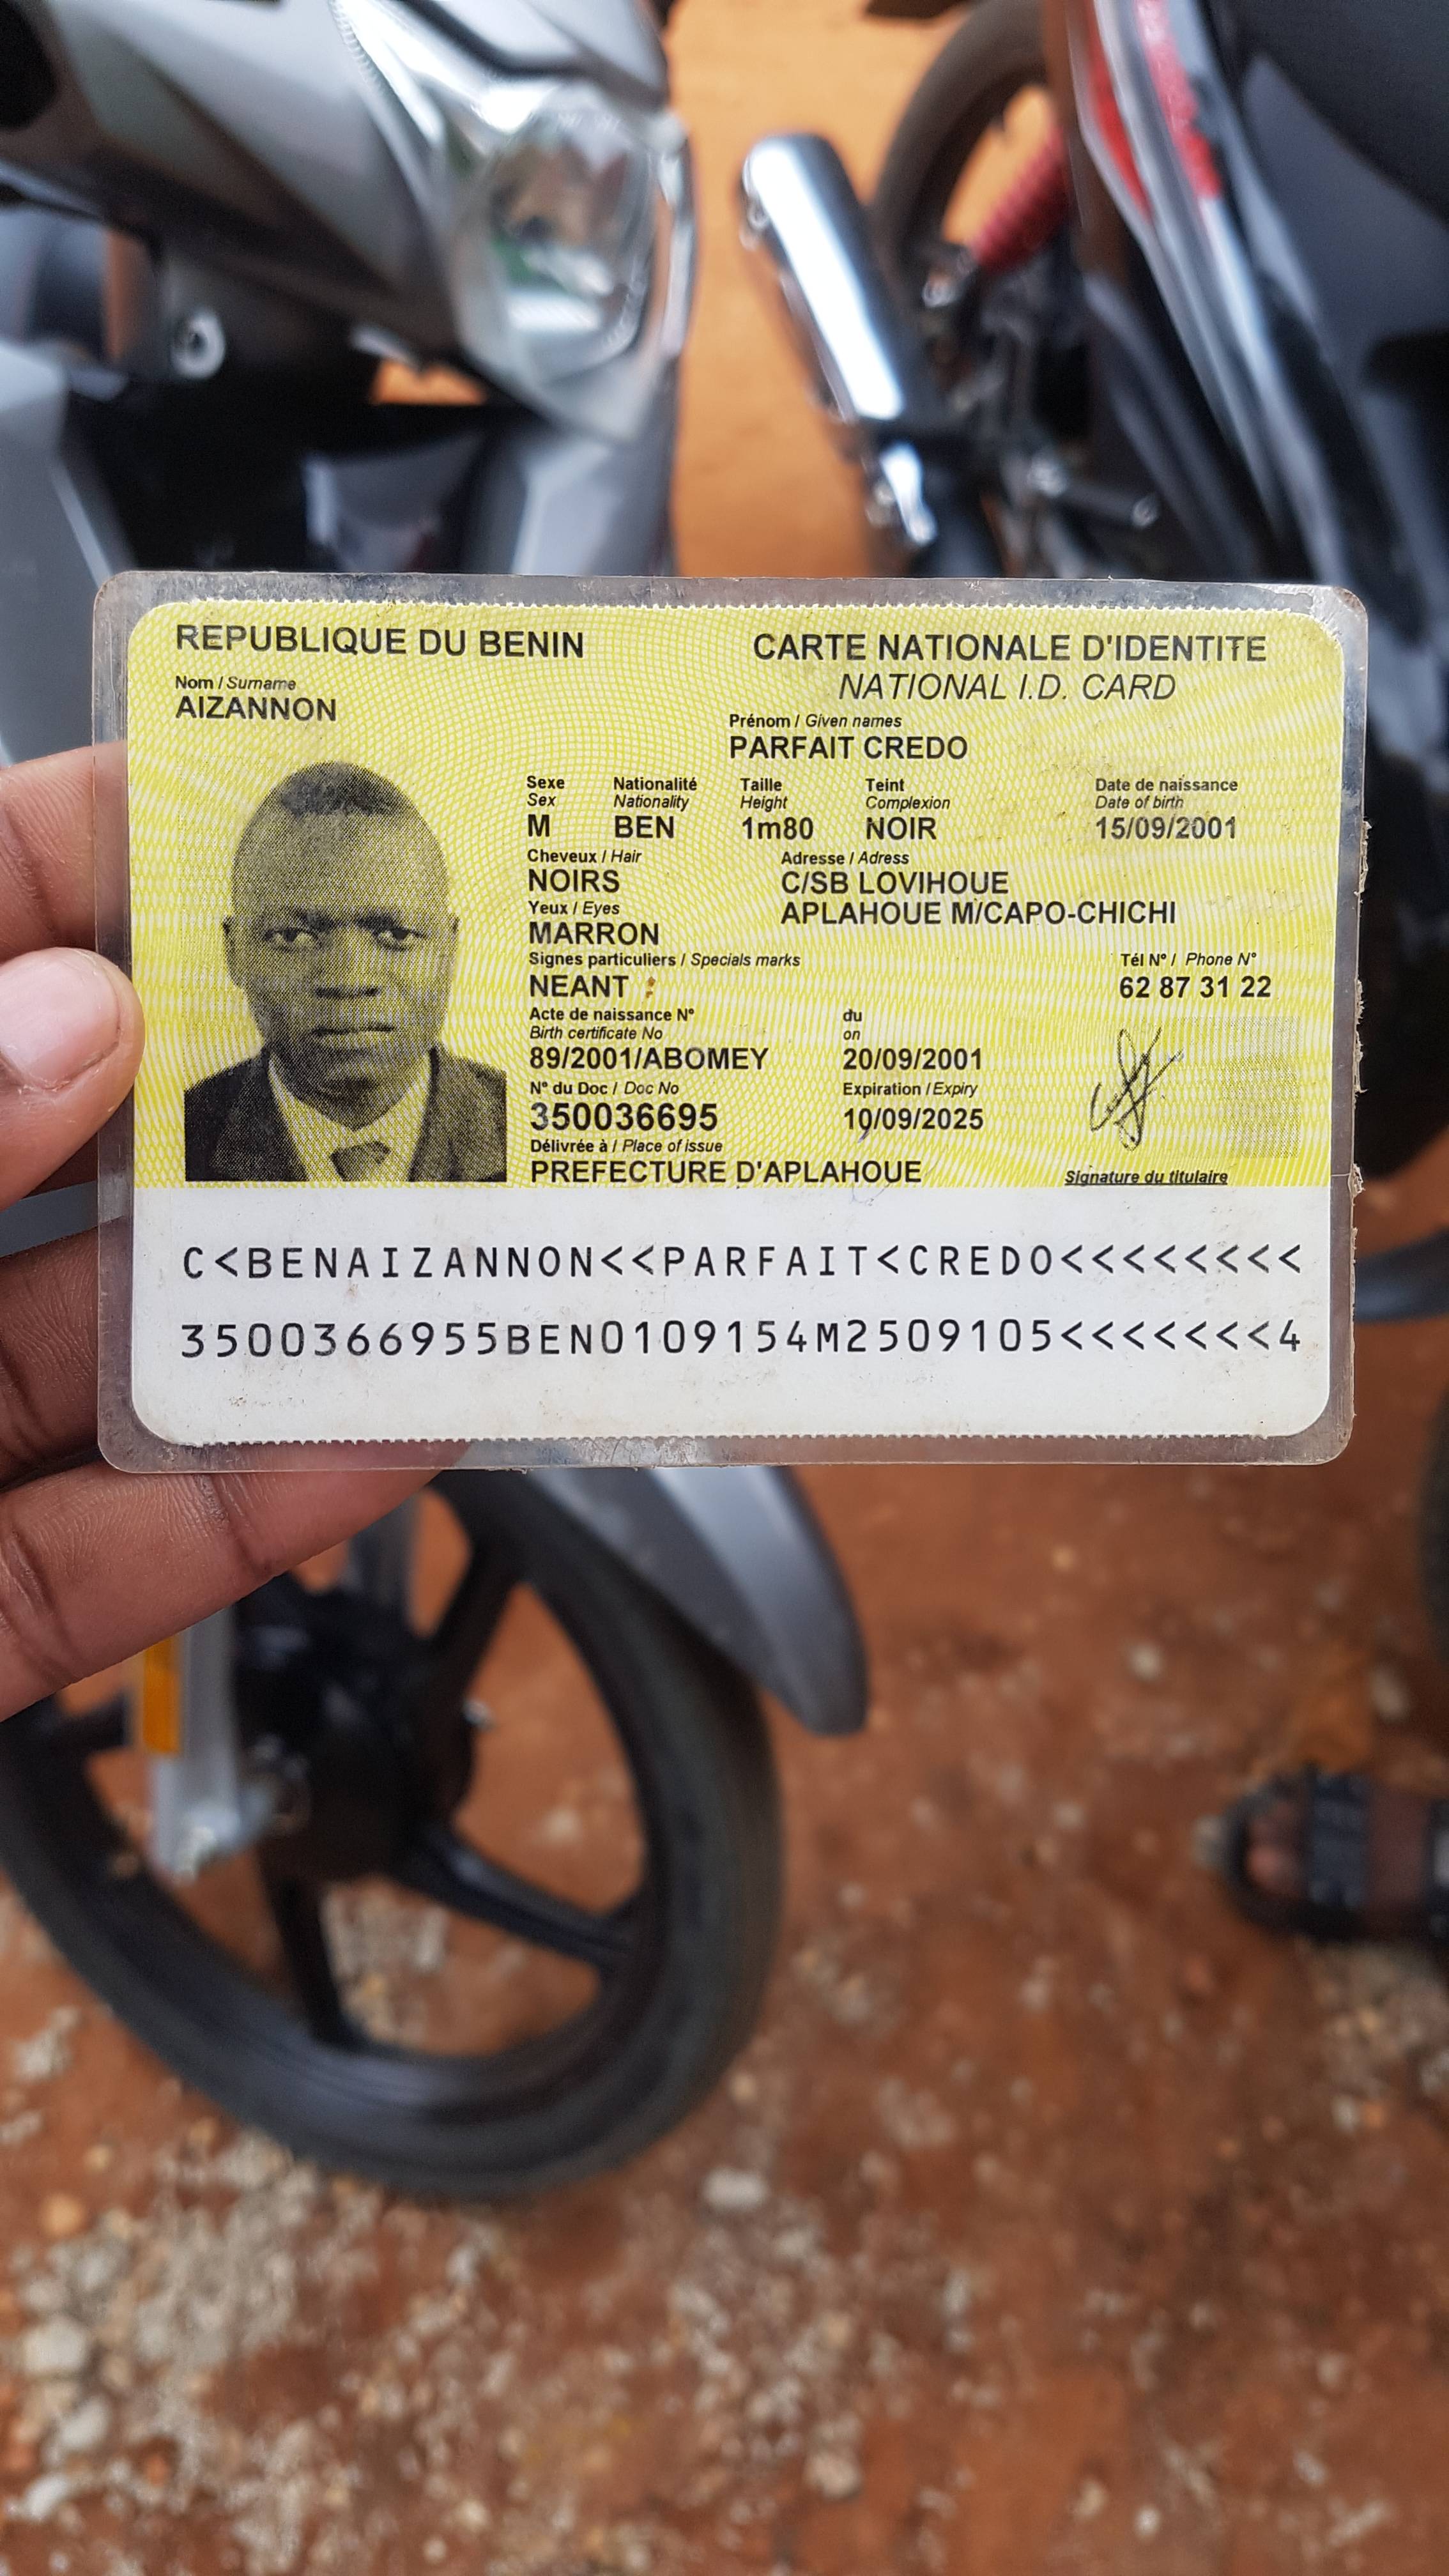 REPUBLIQUE DU BENIN
CARTE NATIONALE D'IDENTITE
NATIONAL I.D. CARD
Nom / Surname
AIZANNON
Prénom / Given names
PARFAIT CREDO
Sexe Nationalité Taille Teint Date de naissance
Sex Nationality Height Complexion Date of birth
M BEN 1m80 NOIR 15/09/2001
Cheveux / Hair Adresse / Adress
NOIRS C/SB LOVIHOUE
Yeux / Eyes APLAHOUE M/CAPO-CHICHI
MARRON
Signes particuliers / Specials marks Tél N° / Phone N°
NEANT 62 87 31 22
Acte de naissance N° du
Birth certificate No on
89/2001/ABOMEY 20/09/2001
N° du Doc / Doc No Expiration / Expiry
350036695 10/09/2025
Délivrée à / Place of issue
PREFECTURE D'APLAHOUE Signature du titulaire
C<BENAIZANNON<<PARFAIT<CREDO<<<<<<<<
3500366955BEN0109154M2509105<<<<<<<4